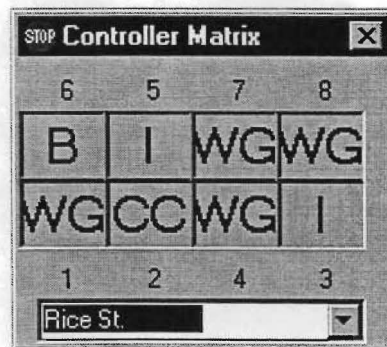 STOP Controller Matrix
6 5 7 8
B I WG WG
WG CC WG I
1 2 4 3
Rice St.